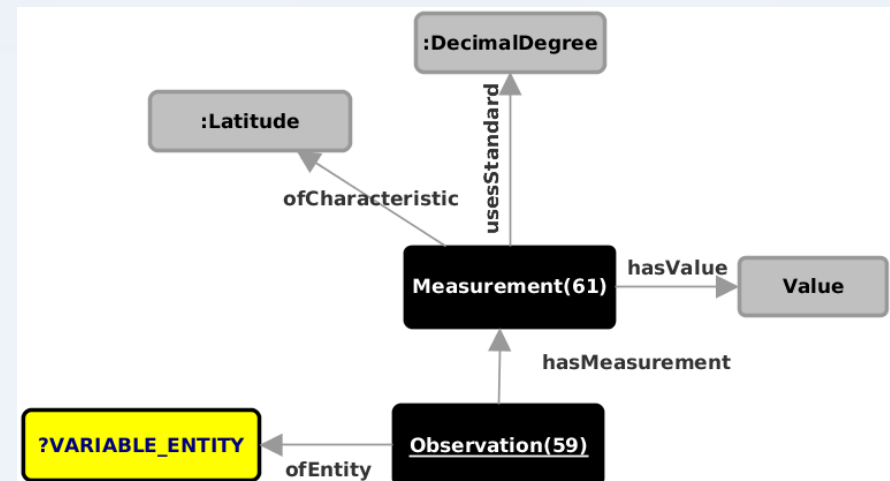 :DecimalDegree
:Latitude
usesStandard
ofCharacteristic
Measurement(61)
hasValue
Value
hasMeasurement
?VARIABLE_ENTITY
ofEntity
Observation(59)